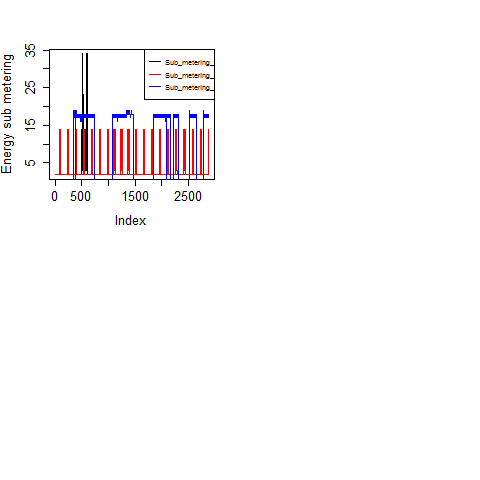 Energy sub metering
35
25
15
5
Sub_metering_
Sub_metering_
Sub_metering_
0 500 1500 2500
Index